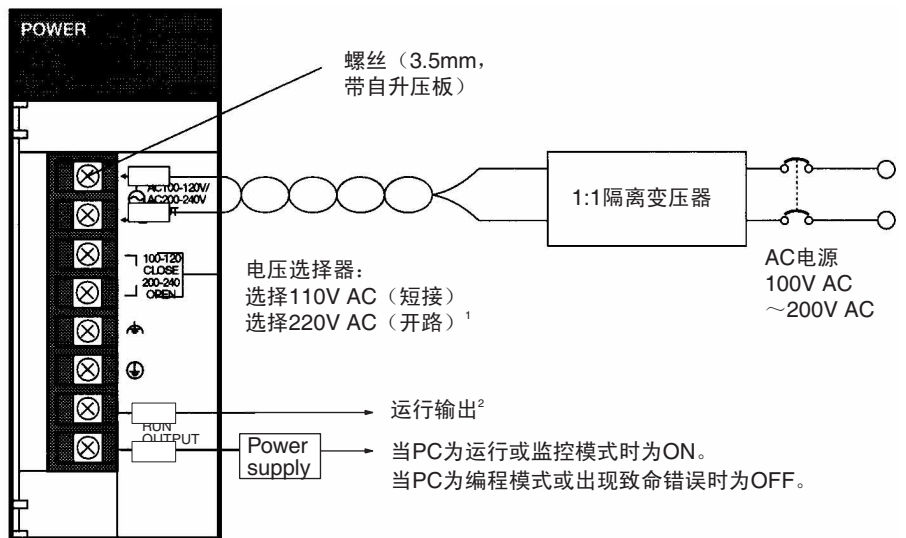 POWER
螺丝（3.5mm，
带自升压板）
AC100-120V/
AC200-240V
1:1隔离变压器
100-120
CLOSE
200-240
OPEN
电压选择器：
选择110V AC（短接）
选择220V AC（开路）¹
AC电源
100V AC
～200V AC
RUN
OUTPUT
运行输出²
Power
supply
当PC为运行或监控模式时为ON。
当PC为编程模式或出现致命错误时为OFF。